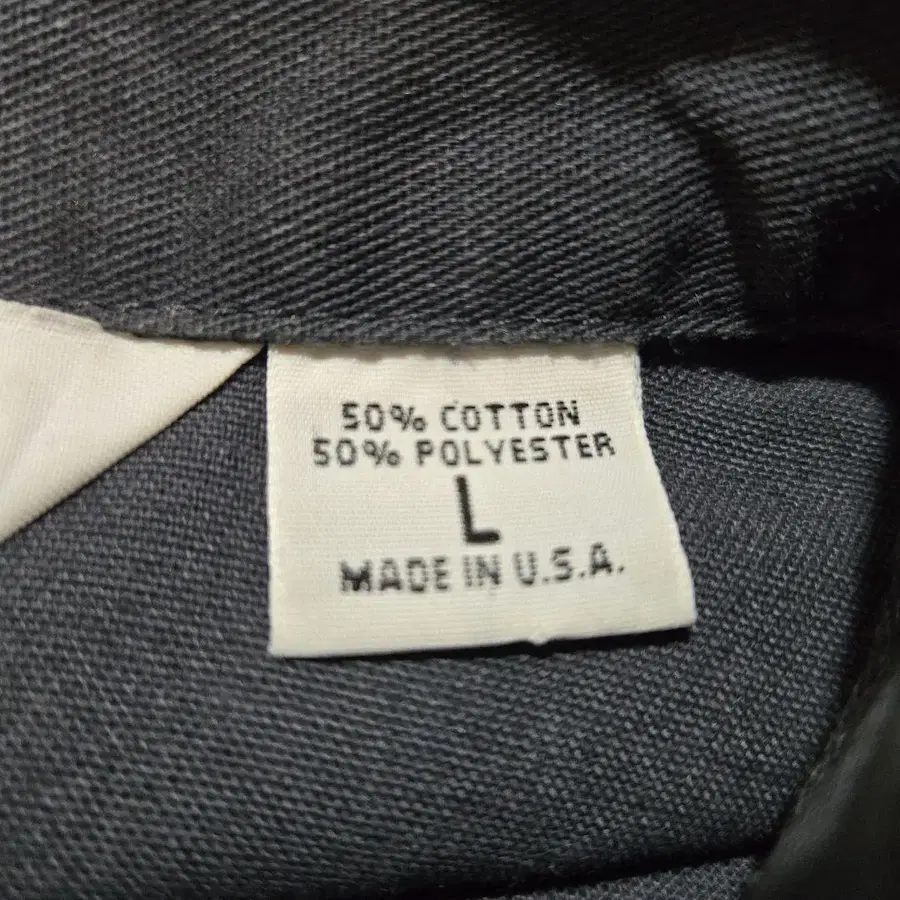 50% COTTON
50% POLYESTER
L
MADE IN U.S.A.